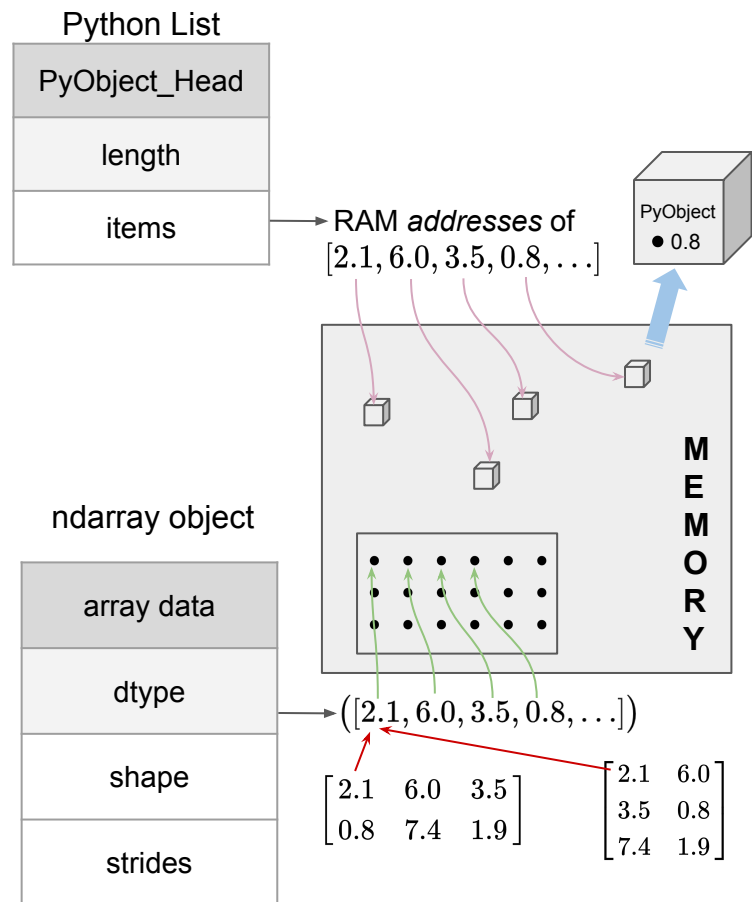 Python List
PyObject_Head
length
items
RAM addresses of
[2.1, 6.0, 3.5, 0.8, ...]
PyObject
• 0.8
M
E
M
O
R
Y
ndarray object
array data
dtype
shape
strides
([2.1, 6.0, 3.5, 0.8, ...])
2.1 6.0 3.5
0.8 7.4 1.9
2.1 6.0
3.5 0.8
7.4 1.9